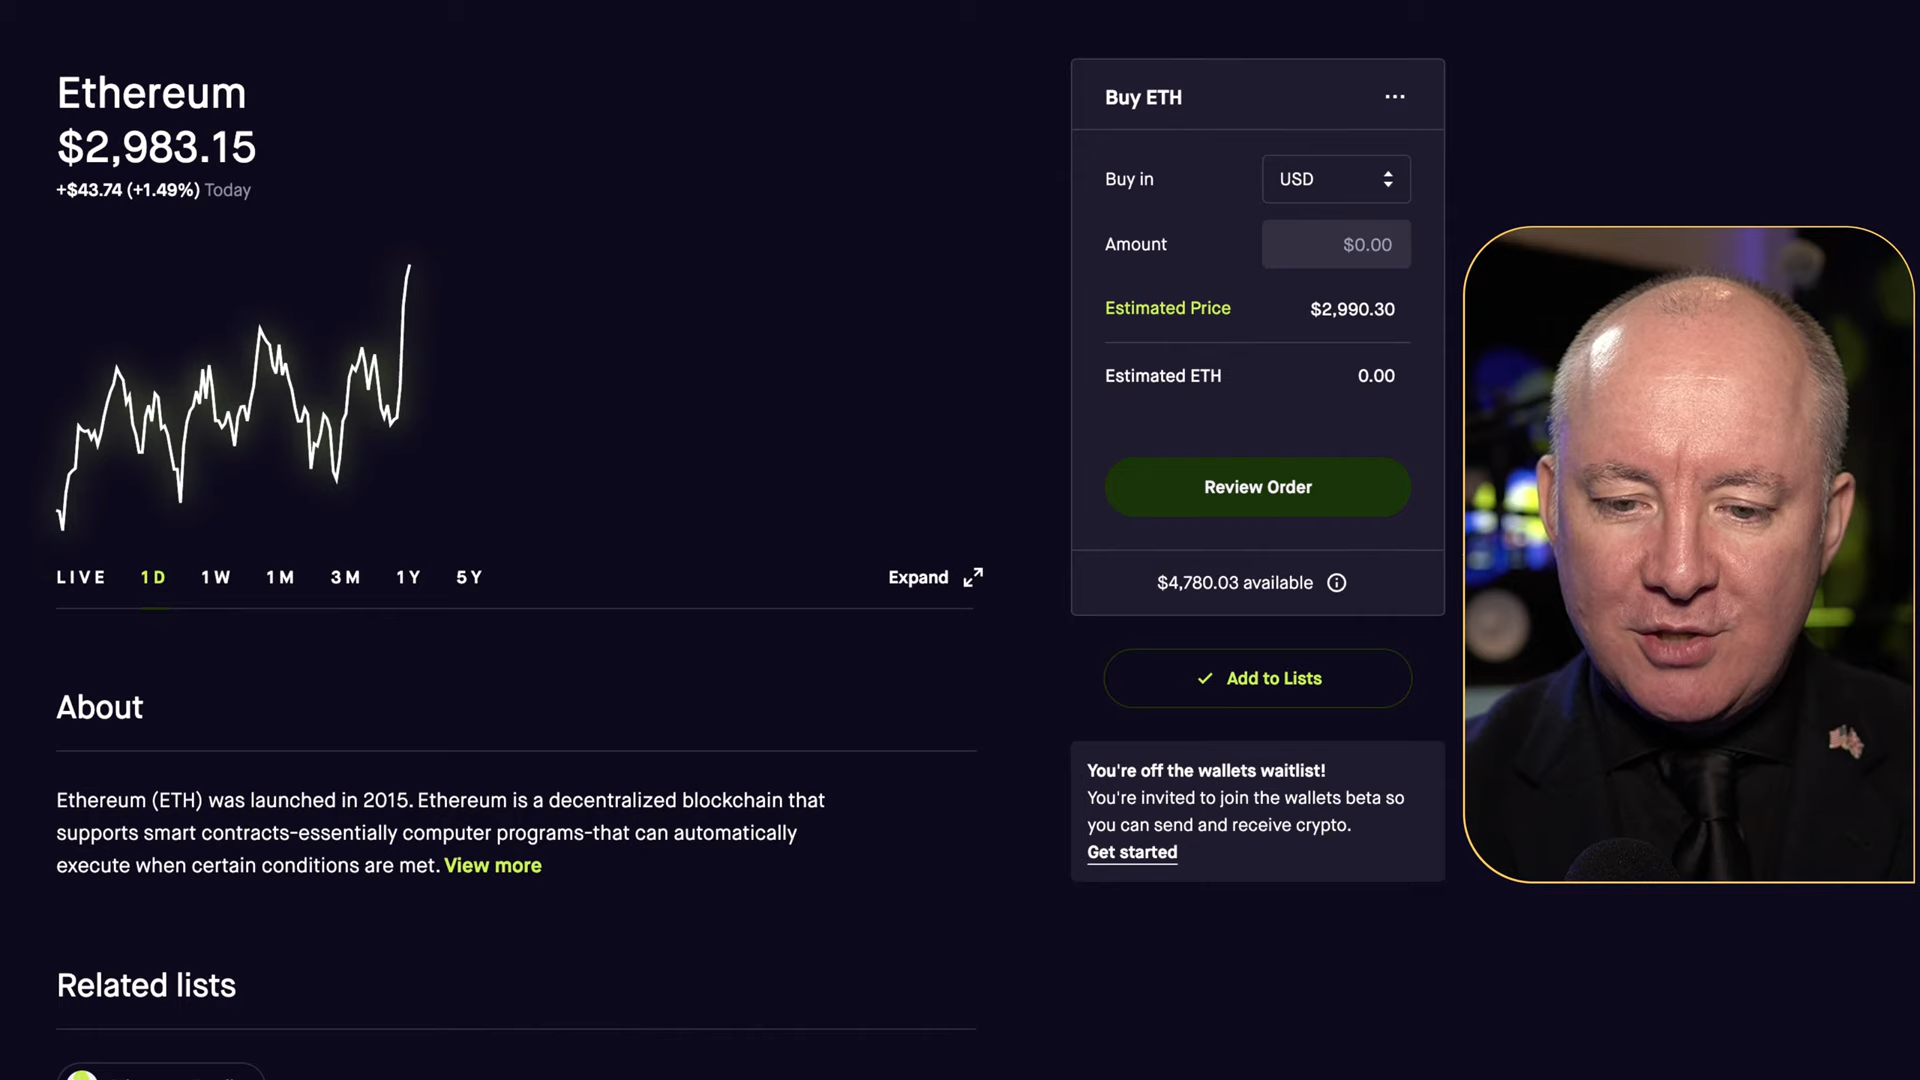 Ethereum
$2,983.15
+$43.74 (+1.49%) Today
LIVE 1D 1W 1M 3M 1Y 5Y
Expand
About
Ethereum (ETH) was launched in 2015. Ethereum is a decentralized blockchain that
supports smart contracts-essentially computer programs-that can automatically
execute when certain conditions are met. View more
Related lists
Buy ETH
Buy in USD
Amount $0.00
Estimated Price $2,990.30
Estimated ETH 0.00
Review Order
$4,780.03 available
Add to Lists
You're off the wallets waitlist!
You're invited to join the wallets beta so
you can send and receive crypto.
Get started